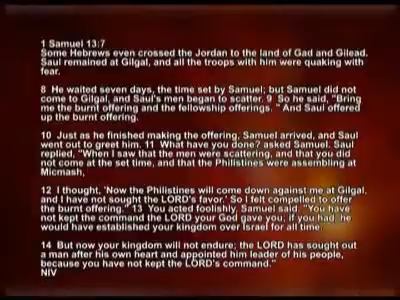 1 Samuel 13:7
Some Hebrews even crossed the Jordan to the land of Gad and Gilead.
Saul remained at Gilgal, and all the troops with him were quaking with
fear.
8 He waited seven days, the time set by Samuel; but Samuel did not
come to Gilgal, and Saul's men began to scatter. 9 So he said, "Bring
me the burnt offering and the fellowship offerings. " And Saul offered
up the burnt offering.
10 Just as he finished making the offering, Samuel arrived, and Saul
went out to greet him. 11 What have you done? asked Samuel. Saul
replied, "When I saw that the men were scattering, and that you did
not come at the set time, and that the Philistines were assembling at
Micmash,
12 I thought, 'Now the Philistines will come down against me at Gilgal,
and I have not sought the LORD's favor.' So I felt compelled to offer
the burnt offering." 13 You acted foolishly, Samuel said. "You have
not kept the command the LORD your God gave you; if you had, he
would have established your kingdom over Israel for all time.
14 But now your kingdom will not endure; the LORD has sought out
a man after his own heart and appointed him leader of his people,
because you have not kept the LORD's command."
NIV